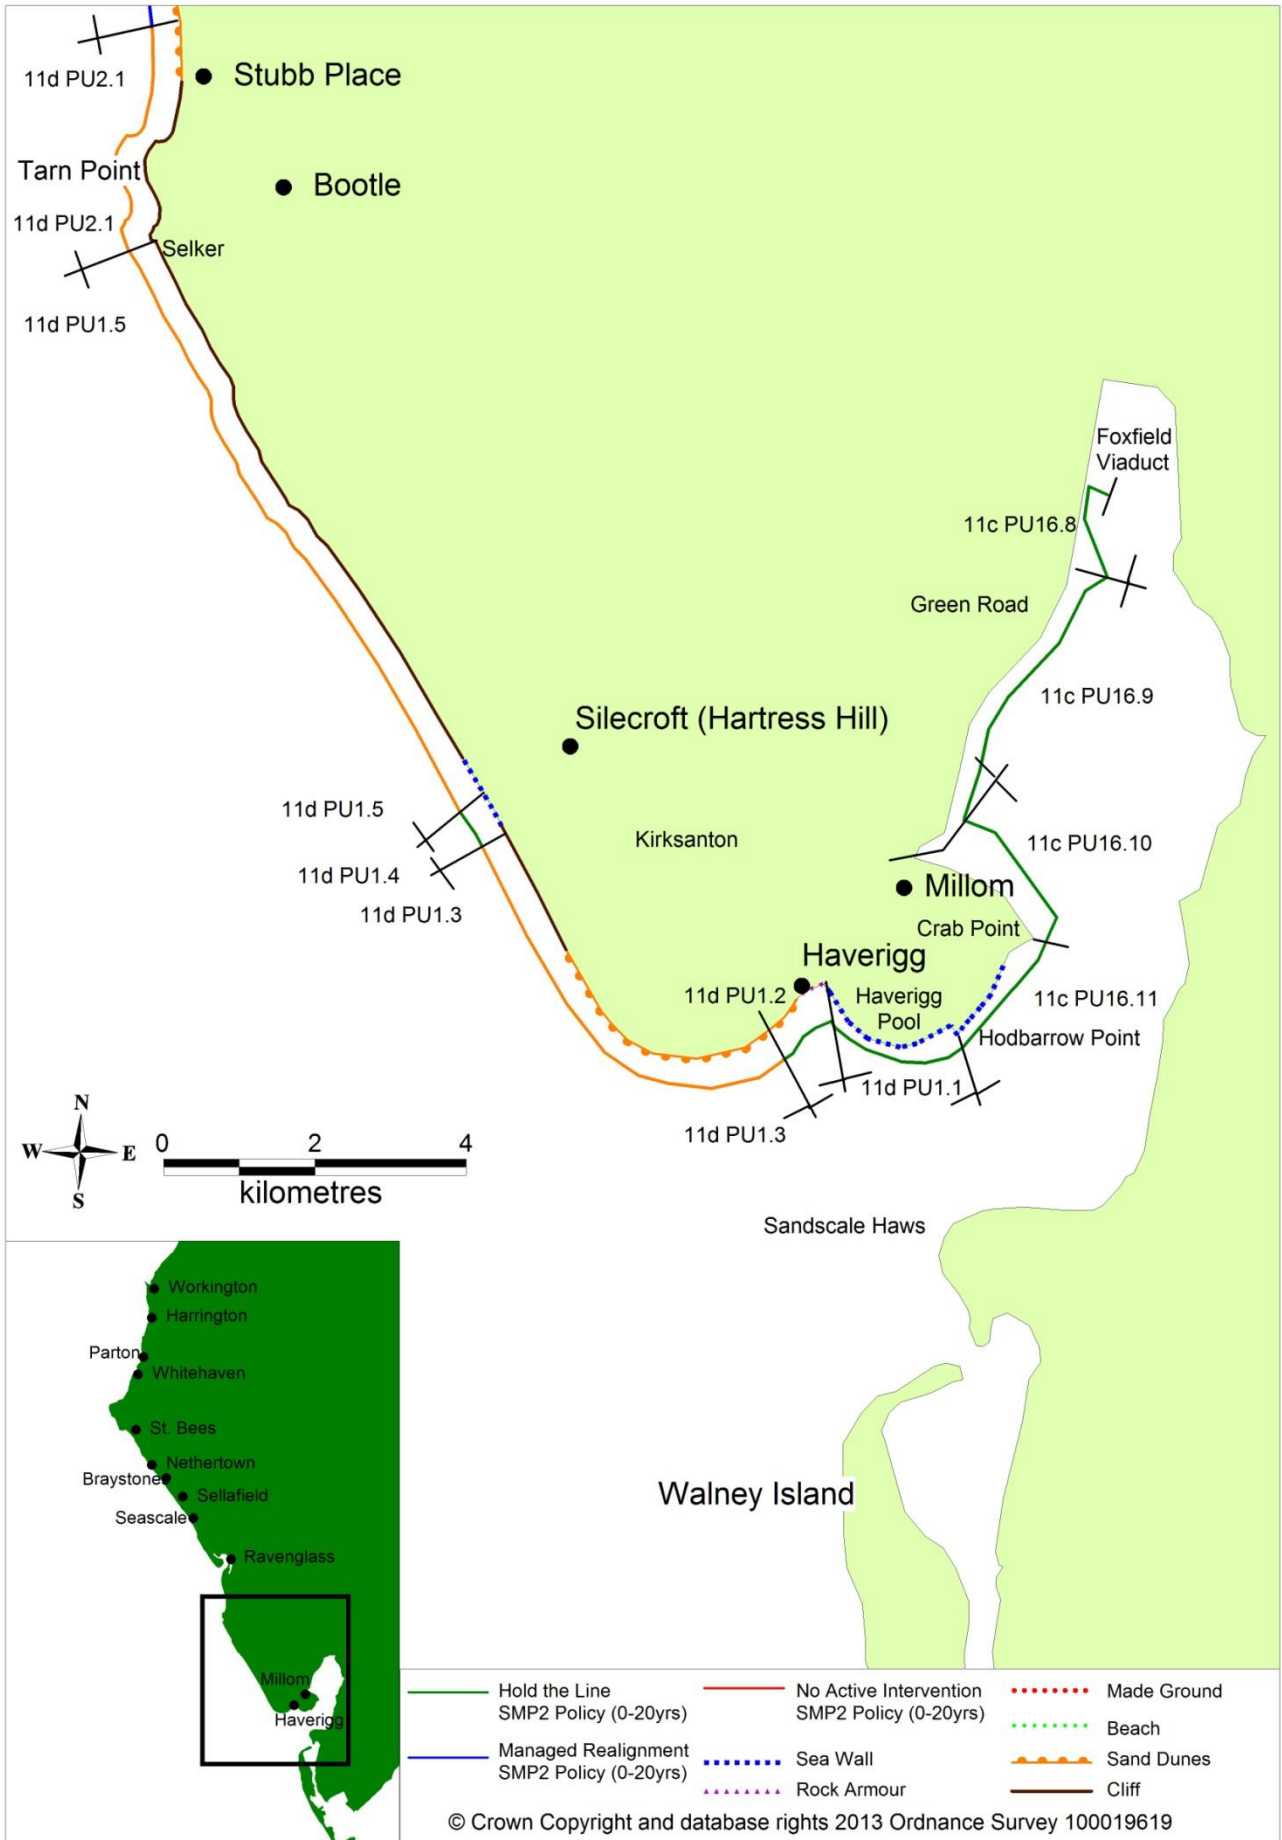 11d PU2.1
Stubb Place
Tarn Point
Bootle
11d PU2.1
Selker
11d PU1.5
Foxfield
Viaduct
11c PU16.8
Green Road
11c PU16.9
Silecroft (Hartress Hill)
11d PU1.5
Kirksanton
11c PU16.10
11d PU1.4
Millom
11d PU1.3
Crab Point
Haverigg
11d PU1.2
Haverigg
Pool
11c PU16.11
Hodbarrow Point
11d PU1.1
11d PU1.3
N
W
E
S
0
2
4
kilometres
Sandscale Haws
Walney Island
Workington
Harrington
Parton
Whitehaven
St. Bees
Nethertown
Braystones
Sellafield
Seascale
Ravenglass
Millom
Haverigg
Hold the Line
SMP2 Policy (0-20yrs)
Managed Realignment
SMP2 Policy (0-20yrs)
No Active Intervention
SMP2 Policy (0-20yrs)
Sea Wall
Rock Armour
Made Ground
Beach
Sand Dunes
Cliff
© Crown Copyright and database rights 2013 Ordnance Survey 100019619